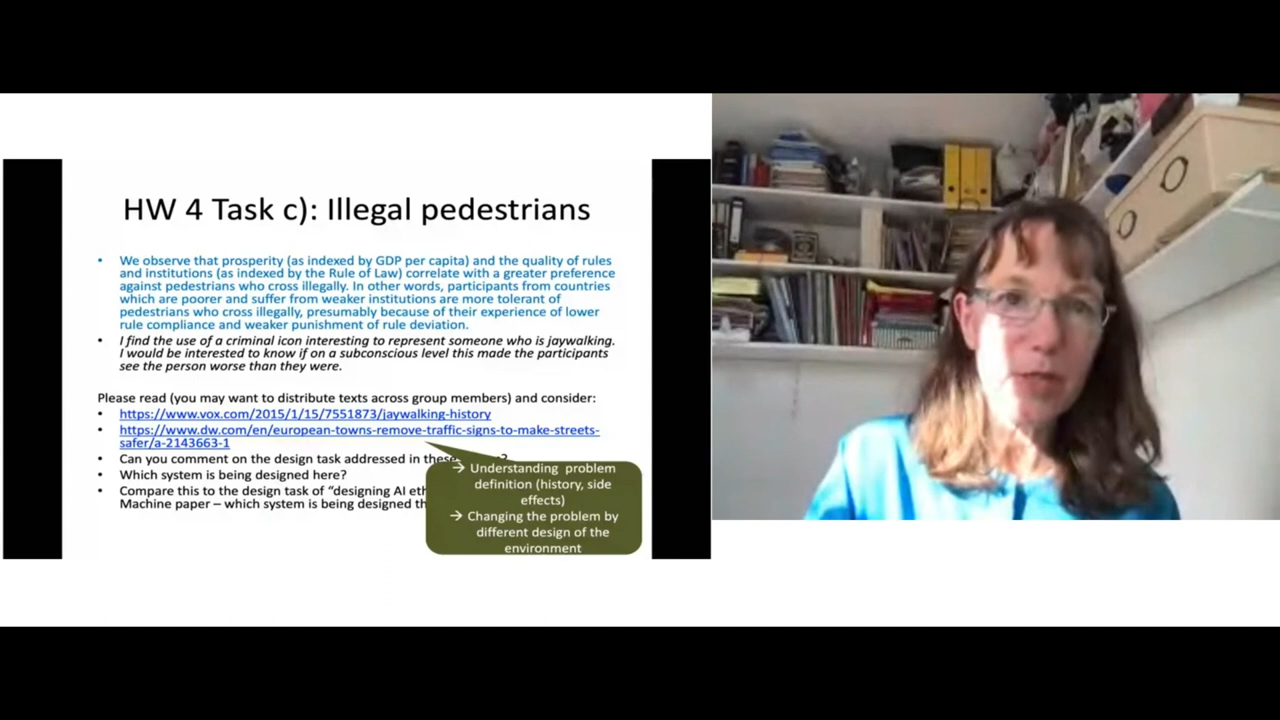 HW 4 Task c): Illegal pedestrians
• We observe that prosperity (as indexed by GDP per capita) and the quality of rules
and institutions (as indexed by the Rule of Law) correlate with a greater preference
against pedestrians who cross illegally. In other words, participants from countries
which are poorer and suffer from weaker institutions are more tolerant of
pedestrians who cross illegally, presumably because of their experience of lower
rule compliance and weaker punishment of rule deviation.
• I find the use of a criminal icon interesting to represent someone who is jaywalking.
I would be interested to know if on a subconscious level this made the participants
see the person worse than they were.
Please read (you may want to distribute texts across group members) and consider:
• https://www.vox.com/2015/1/15/7551873/jaywalking-history
• https://www.dw.com/en/european-towns-remove-traffic-signs-to-make-streets-
safer/a-2143663-1
• Can you comment on the design task addressed in these
• Which system is being designed here?
• Compare this to the design task of "designing AI eth
Machine paper – which system is being designed th
→ Understanding problem
definition (history, side
effects)
→ Changing the problem by
different design of the
environment